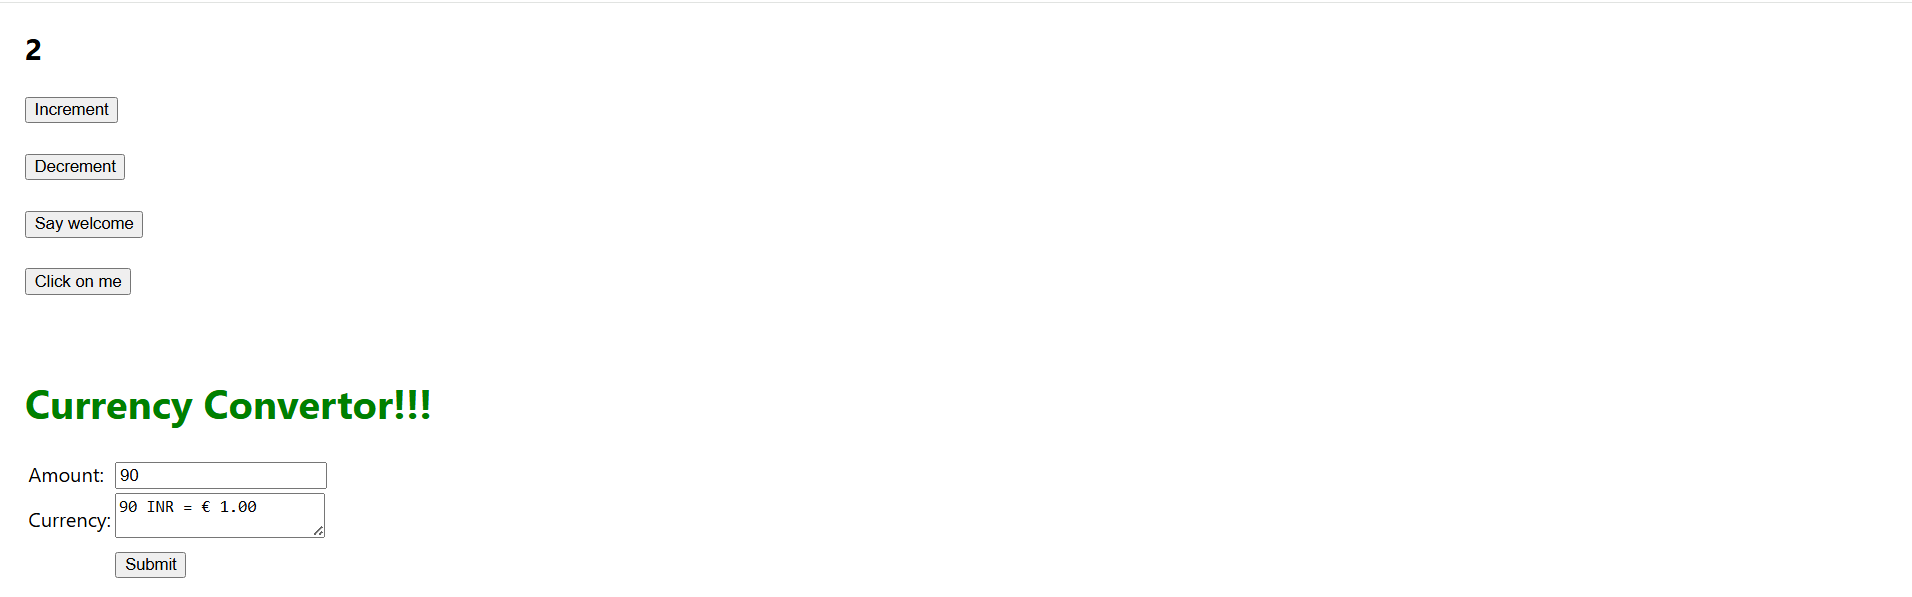 2
Increment
Decrement
Say welcome
Click on me
Currency Convertor!!!
Amount: 90
Currency: 90 INR = € 1.00
Submit